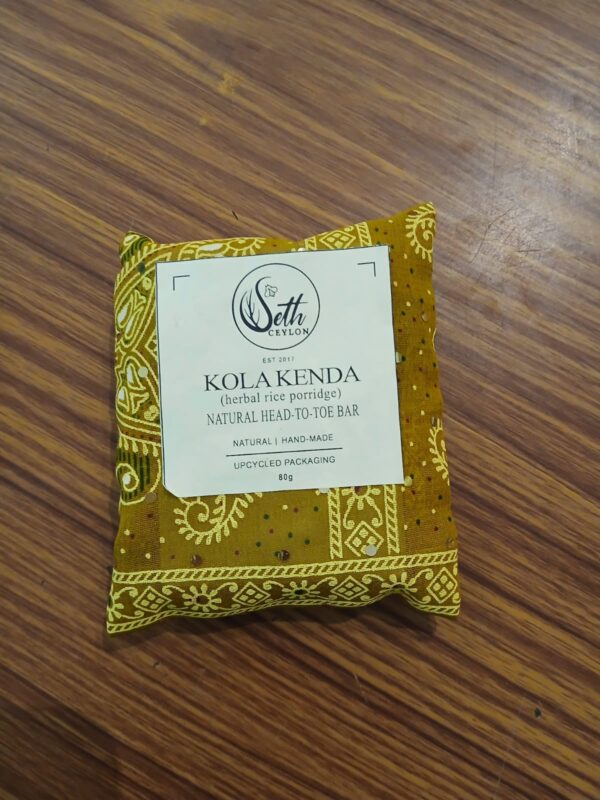 Seth
CEYLON
EST 2017
KOLA KENDA
(herbal rice porridge)
NATURAL HEAD-TO-TOE BAR
NATURAL | HAND-MADE
UPCYCLED PACKAGING
80g